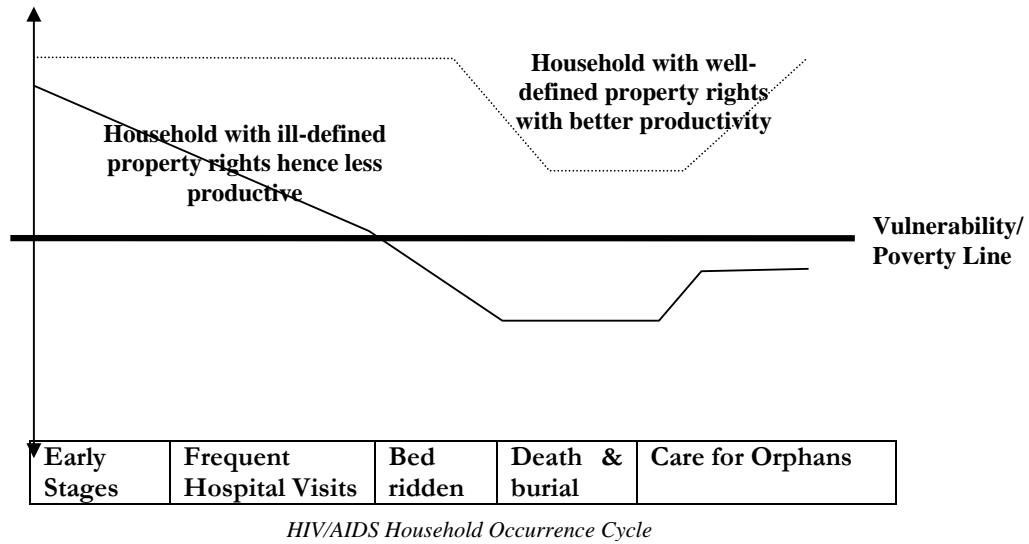 Household with well-
defined property rights
with better productivity
Household with ill-defined
property rights hence less
productive
Vulnerability/
Poverty Line
Early
Stages
Frequent
Hospital Visits
Bed
ridden
Death &
burial
Care for Orphans
HIV/AIDS Household Occurrence Cycle